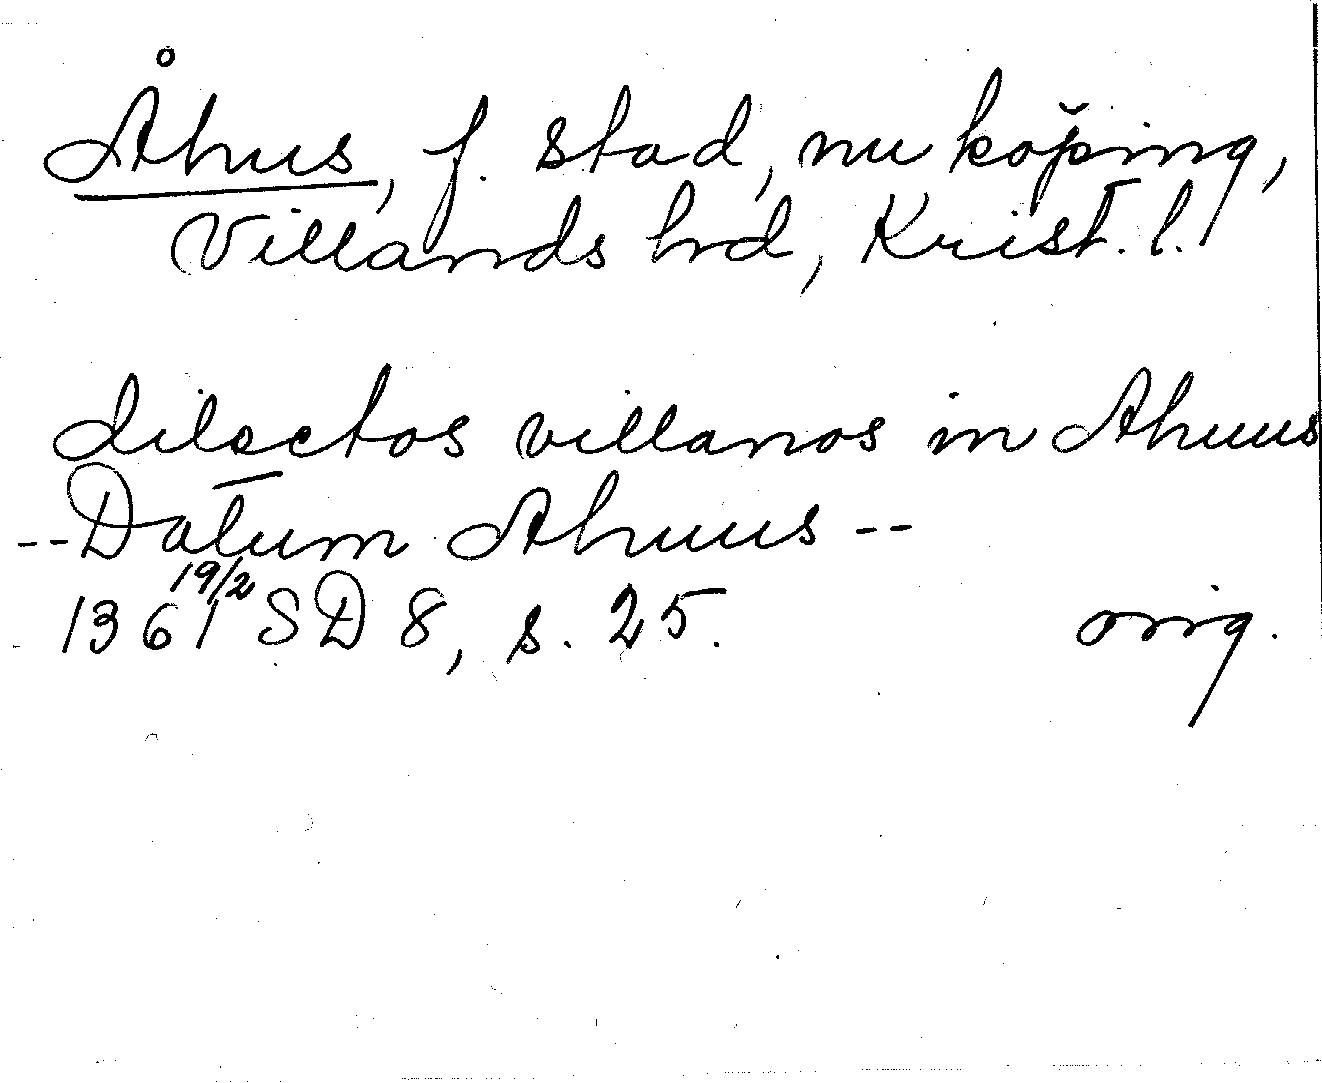 Åhus, f. stad, nu köping,
Villands hrd, Krist. l.
dilectos villanos in Ahuus
-- Datum Ahuus --
1361 19/2 SD 8, s. 25. orig.